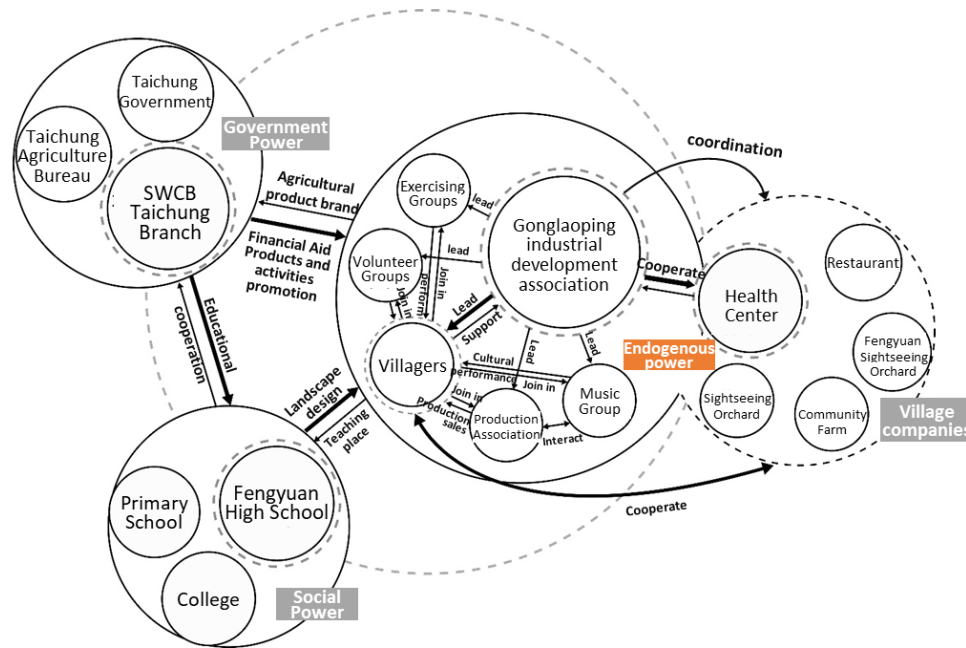 Taichung
Government
Taichung
Agriculture
Bureau
SWCB
Taichung
Branch
Government
Power
Agricultural
product brand
Financial Aid
Products and
activities
promotion
Educational
cooperation
Landscape
design
Teaching
place
Primary
School
Fengyuan
High School
College
Social
Power
Exercising
Groups
Volunteer
Groups
Villagers
Gonglaoping
industrial
development
association
lead
lead
Join in
perform
Join in
Lead
Support
Lead
Lead
Cultural
performance
Join in
Join in
Production
sales
Production
Association
Music
Group
Interact
Endogenous
power
coordination
Cooperate
Health
Center
Restaurant
Fengyuan
Sightseeing
Orchard
Sightseeing
Orchard
Community
Farm
Village
companies
Cooperate